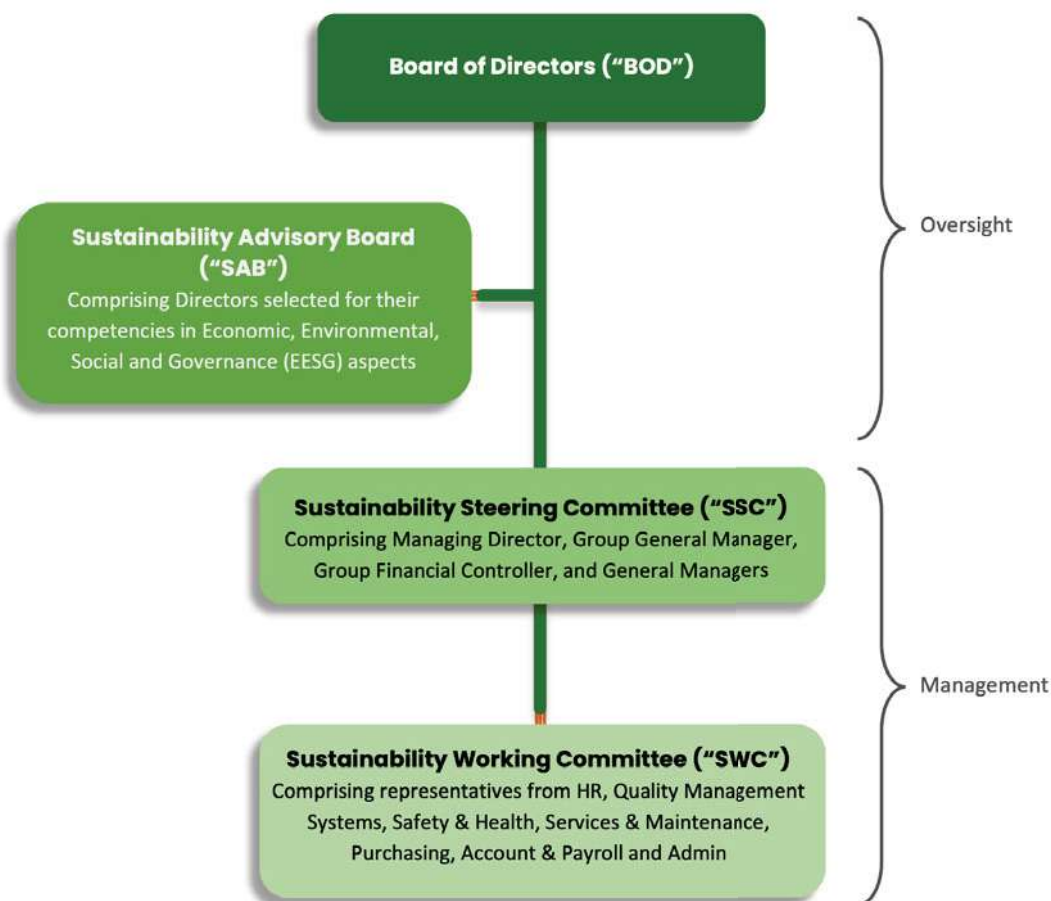 Board of Directors (“BOD”)
Sustainability Advisory Board
(“SAB”)
Comprising Directors selected for their
competencies in Economic, Environmental,
Social and Governance (EESG) aspects
Oversight
Sustainability Steering Committee (“SSC”)
Comprising Managing Director, Group General Manager,
Group Financial Controller, and General Managers
Management
Sustainability Working Committee (“SWC”)
Comprising representatives from HR, Quality Management
Systems, Safety & Health, Services & Maintenance,
Purchasing, Account & Payroll and Admin